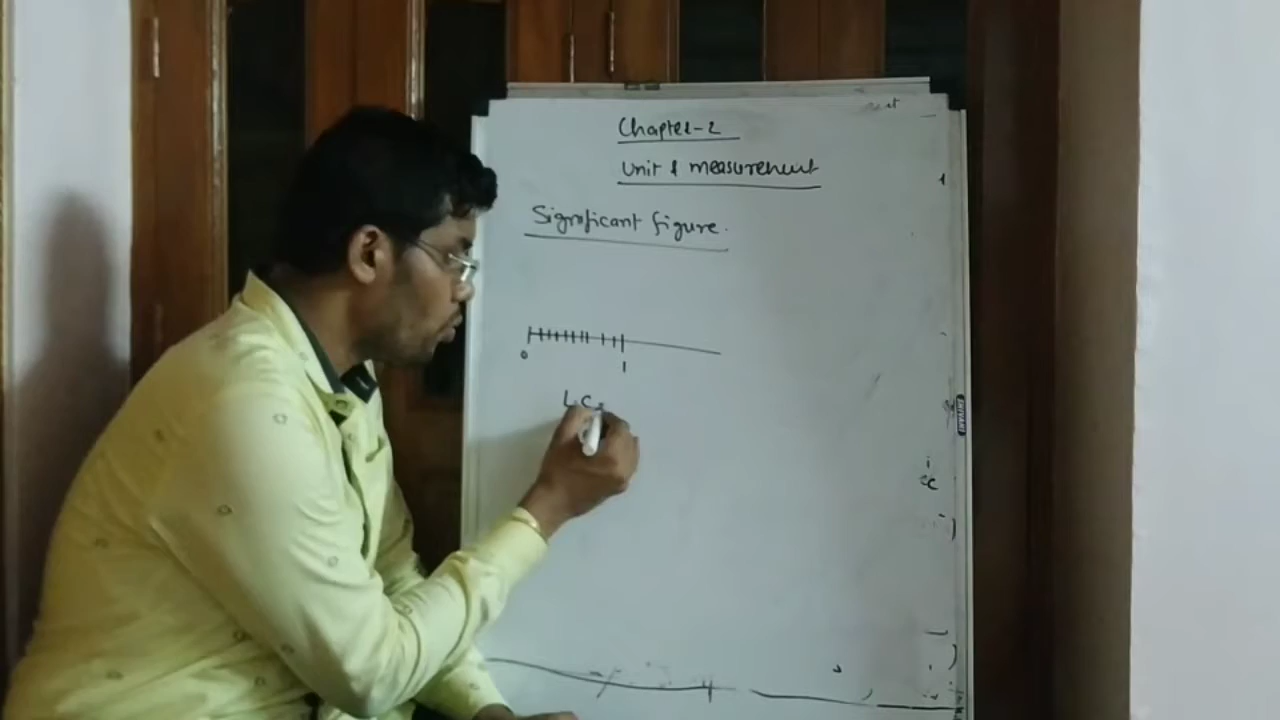 Chapter-2
Unit & measurement
Significant figure.
0
1
L.C